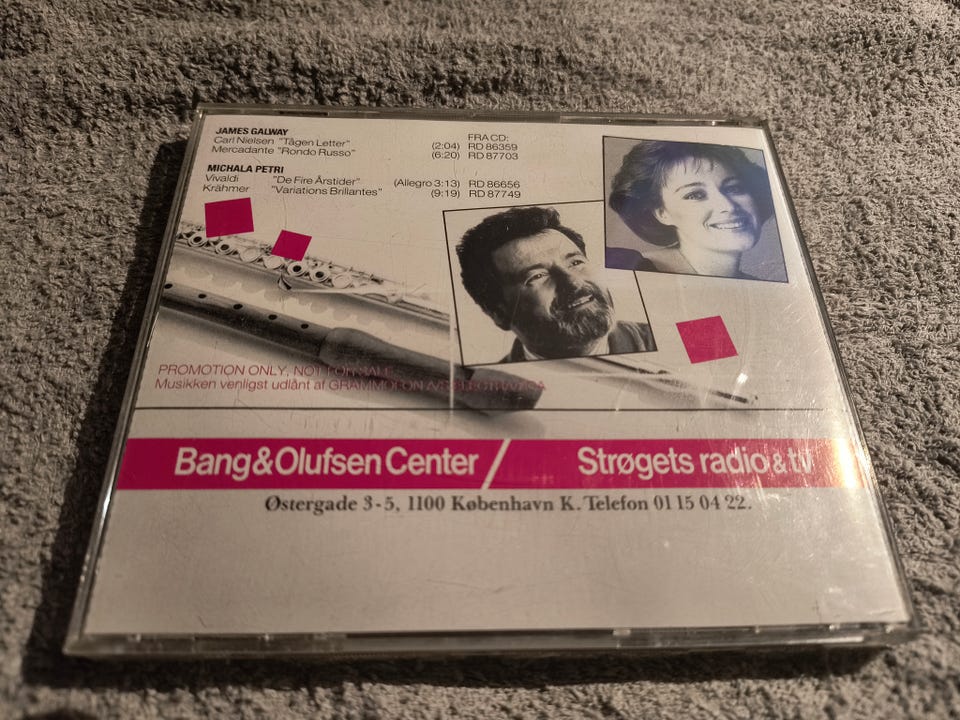 JAMES GALWAY
FRA CD:
Carl Nielsen "Tågen Letter" (2:04) RD 86359
Mercadante "Rondo Russo" (6:20) RD 87703
MICHALA PETRI
Vivaldi "De Fire Årstider" (Allegro 3:13) RD 86656
Krähmer "Variations Brillantes" (9:19) RD 87749
PROMOTION ONLY, NOT FOR SALE
Musikken venligst udlånt af GRAMMOFON A/S ELECTRA/RCA
Bang&Olufsen Center / Strøgets radio & tv
Østergade 3-5, 1100 København K. Telefon 01 15 04 22.